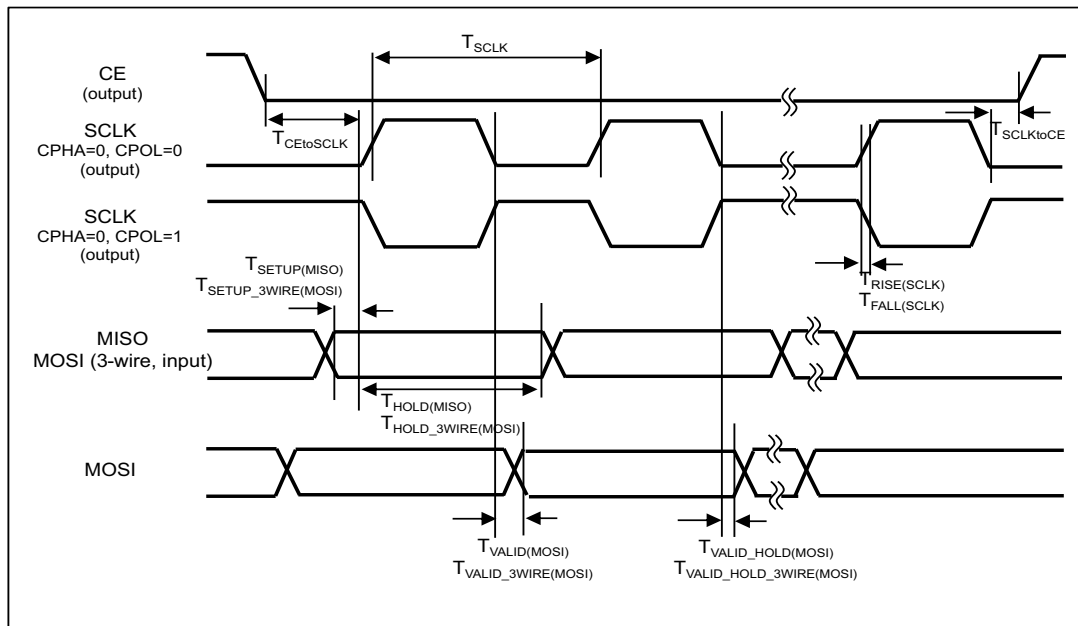 T_SCLK
CE
(output)
T_CEtoSCLK
T_SCLKtoCE
SCLK
CPHA=0, CPOL=0
(output)
SCLK
CPHA=0, CPOL=1
(output)
T_SETUP(MISO)
T_SETUP_3WIRE(MOSI)
T_RISE(SCLK)
T_FALL(SCLK)
MISO
MOSI (3-wire, input)
T_HOLD(MISO)
T_HOLD_3WIRE(MOSI)
MOSI
T_VALID(MOSI)
T_VALID_3WIRE(MOSI)
T_VALID_HOLD(MOSI)
T_VALID_HOLD_3WIRE(MOSI)